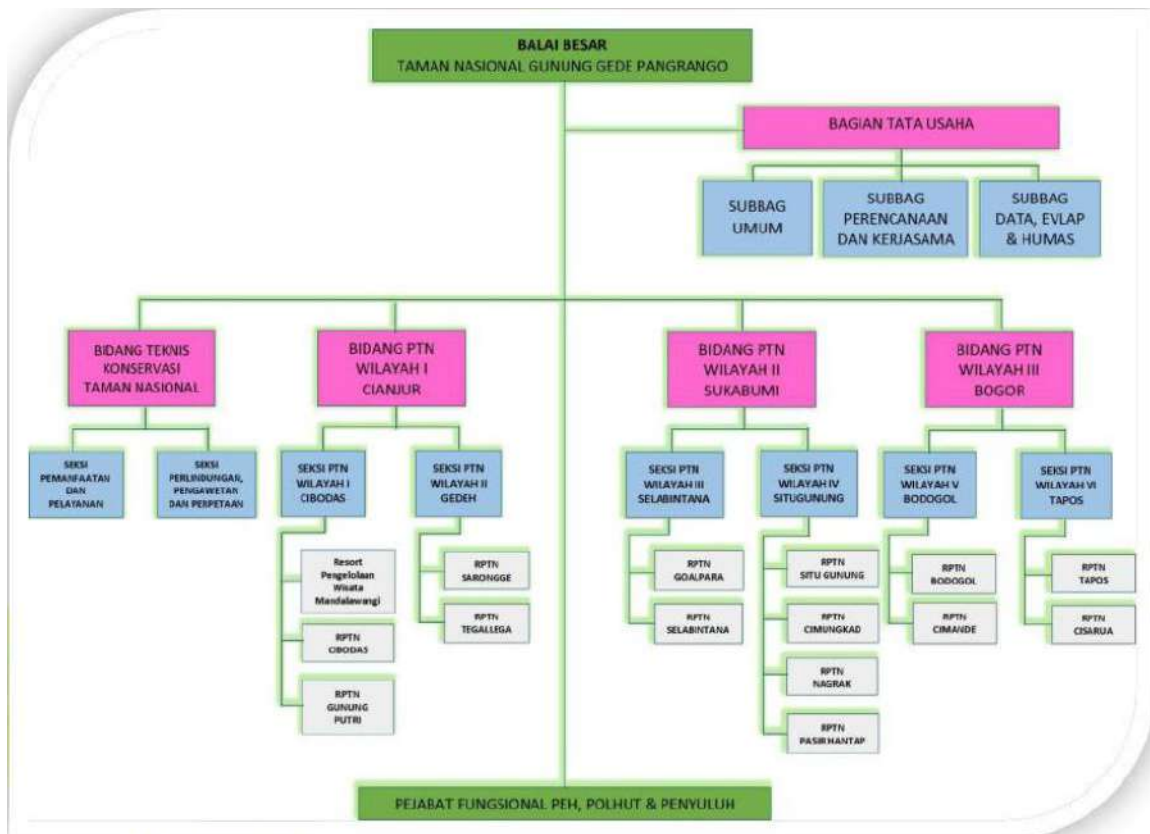 BALAI BESAR
TAMAN NASIONAL GUNUNG GEDE PANGRANGO
BAGIAN TATA USAHA
SUBBAG
UMUM
SUBBAG
PERENCANAAN
DAN KERJASAMA
SUBBAG
DATA, EVLAP
& HUMAS
BIDANG TEKNIS
KONSERVASI
TAMAN NASIONAL
BIDANG PTN
WILAYAH I
CIANJUR
BIDANG PTN
WILAYAH II
SUKABUMI
BIDANG PTN
WILAYAH III
BOGOR
SEKSI
PEMANFAATAN
DAN
PELAYANAN
SEKSI
PERLINDUNGAN,
PENGAWETAN
DAN PERPETAAN
SEKSI PTN
WILAYAH I
CIBODAS
SEKSI PTN
WILAYAH II
GEDEH
SEKSI PTN
WILAYAH III
SELABINTANA
SEKSI PTN
WILAYAH IV
SITUGUNUNG
SEKSI PTN
WILAYAH V
BODOGOL
SEKSI PTN
WILAYAH VI
TAPOS
Resort
Pengelolaan
Wisata
Mandalawangi
RPTN
CIBODAS
RPTN
GUNUNG
PUTRI
RPTN
SARONGGE
RPTN
TEGALLEGA
RPTN
GOALPARA
RPTN
SELABINTANA
RPTN
SITU GUNUNG
RPTN
CIMUNGKAD
RPTN
NAGRAK
RPTN
PASIR HANTAP
RPTN
BODOGOL
RPTN
CIMANDE
RPTN
TAPOS
RPTN
CISARUA
PEJABAT FUNGSIONAL PEH, POLHUT & PENYULUH